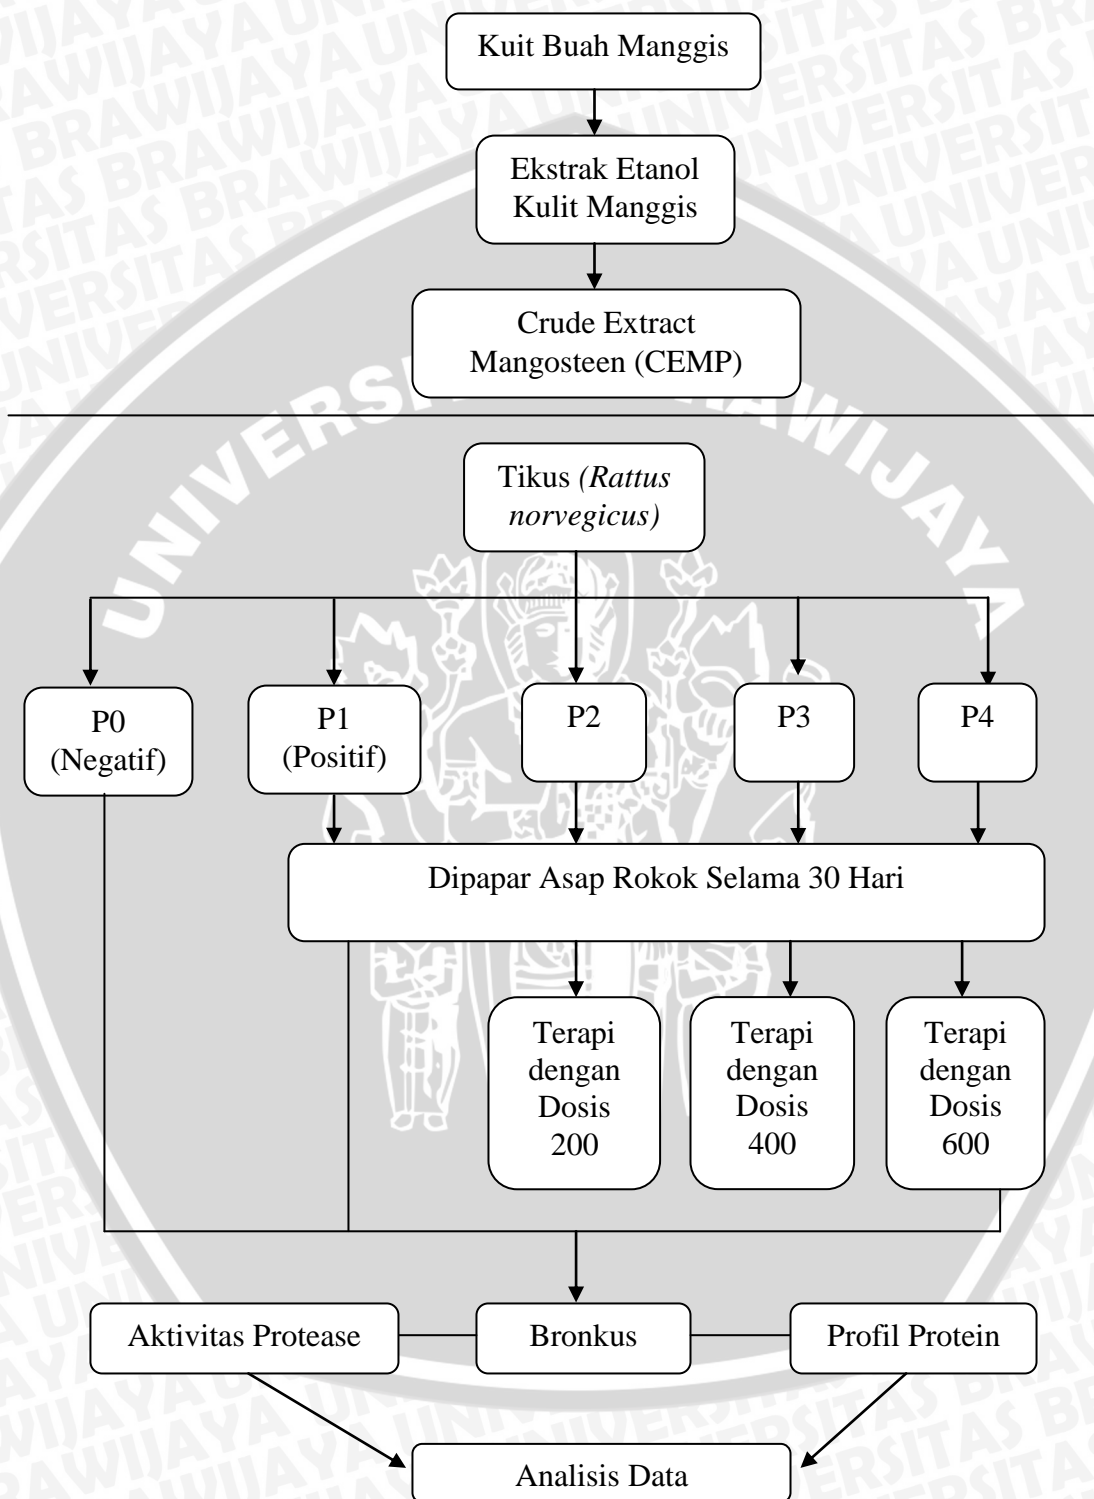 Kuit Buah Manggis
Ekstrak Etanol
Kulit Manggis
Crude Extract
Mangosteen (CEMP)
UNIVERSITAS BRAWIJAYA
Tikus (Rattus
norvegicus)
P0
(Negatif)
P1
(Positif)
P2
P3
P4
Dipapar Asap Rokok Selama 30 Hari
Terapi
dengan
Dosis
200
Terapi
dengan
Dosis
400
Terapi
dengan
Dosis
600
Aktivitas Protease
Bronkus
Profil Protein
Analisis Data